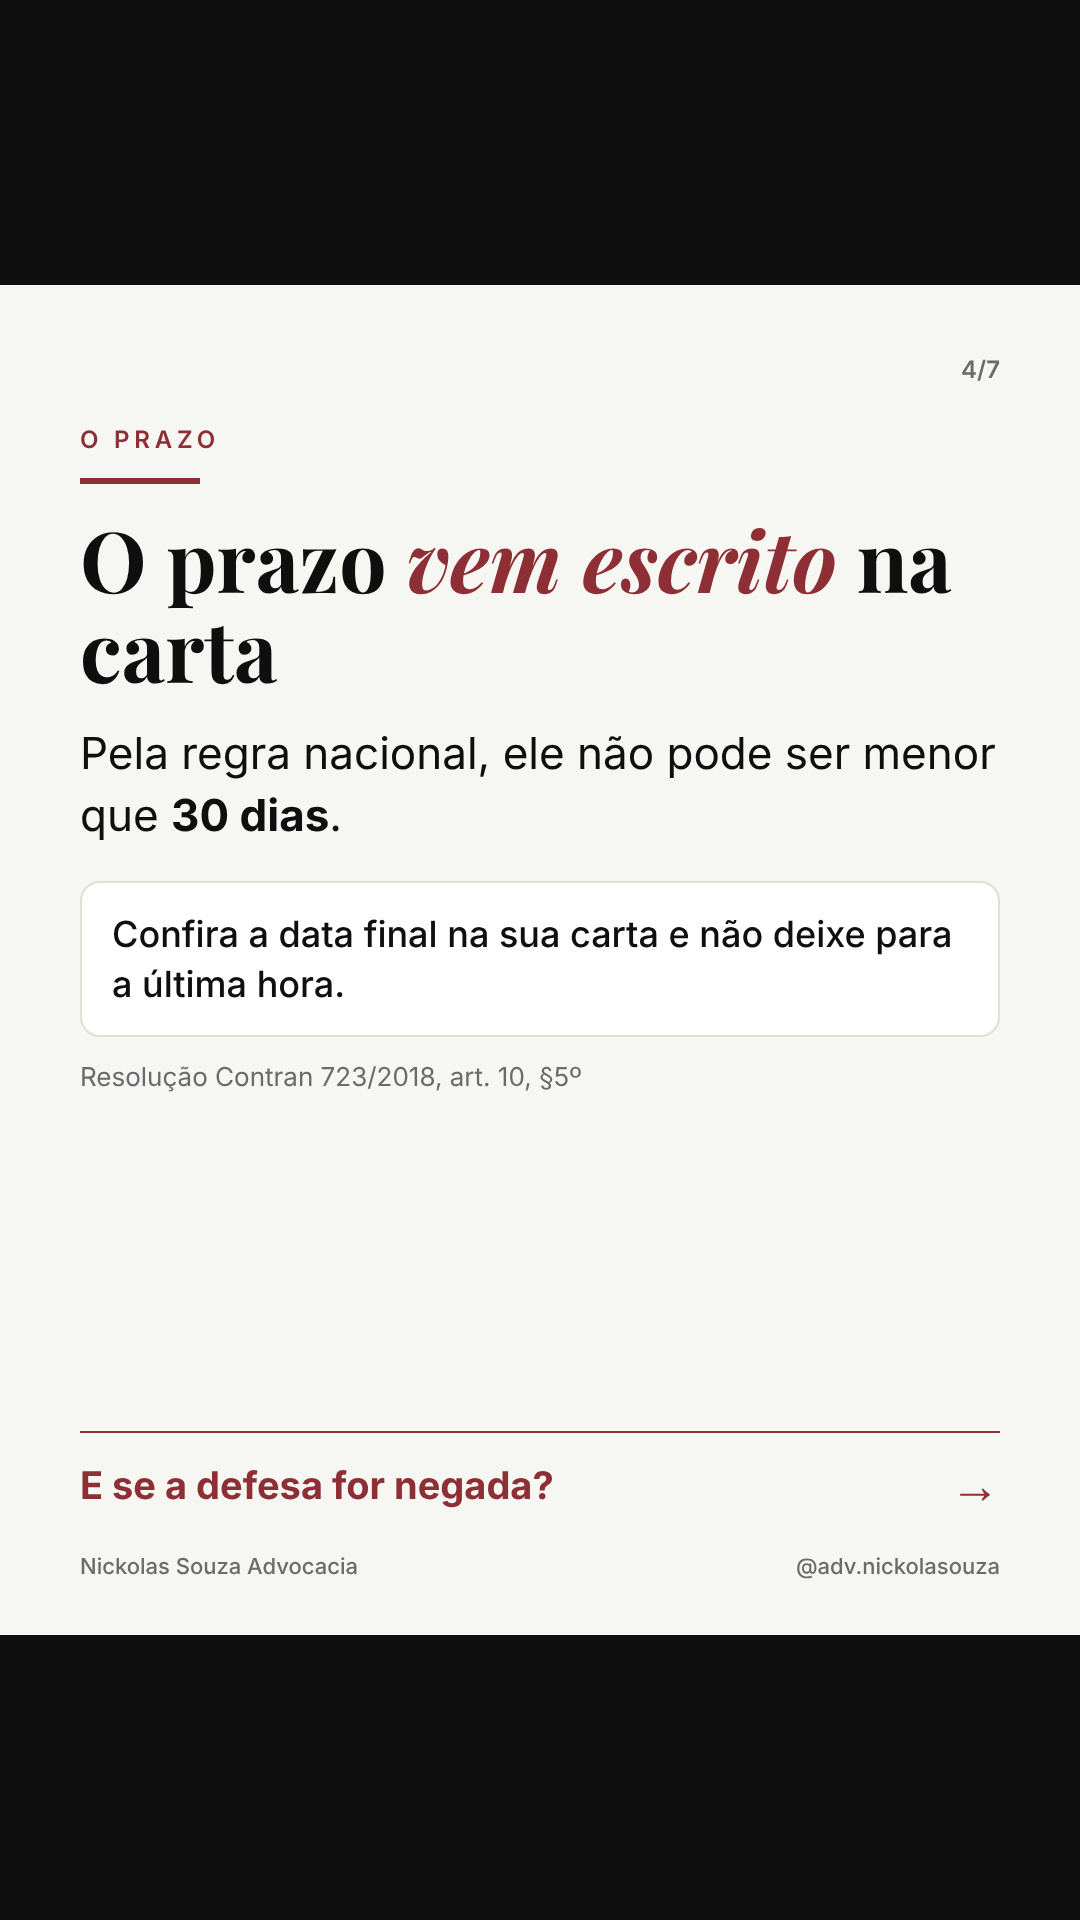 4/7
O PRAZO
O prazo vem escrito na
carta
Pela regra nacional, ele não pode ser menor
que 30 dias.
Confira a data final na sua carta e não deixe para
a última hora.
Resolução Contran 723/2018, art. 10, §5º
E se a defesa for negada? →
Nickolas Souza Advocacia @adv.nickolasouza